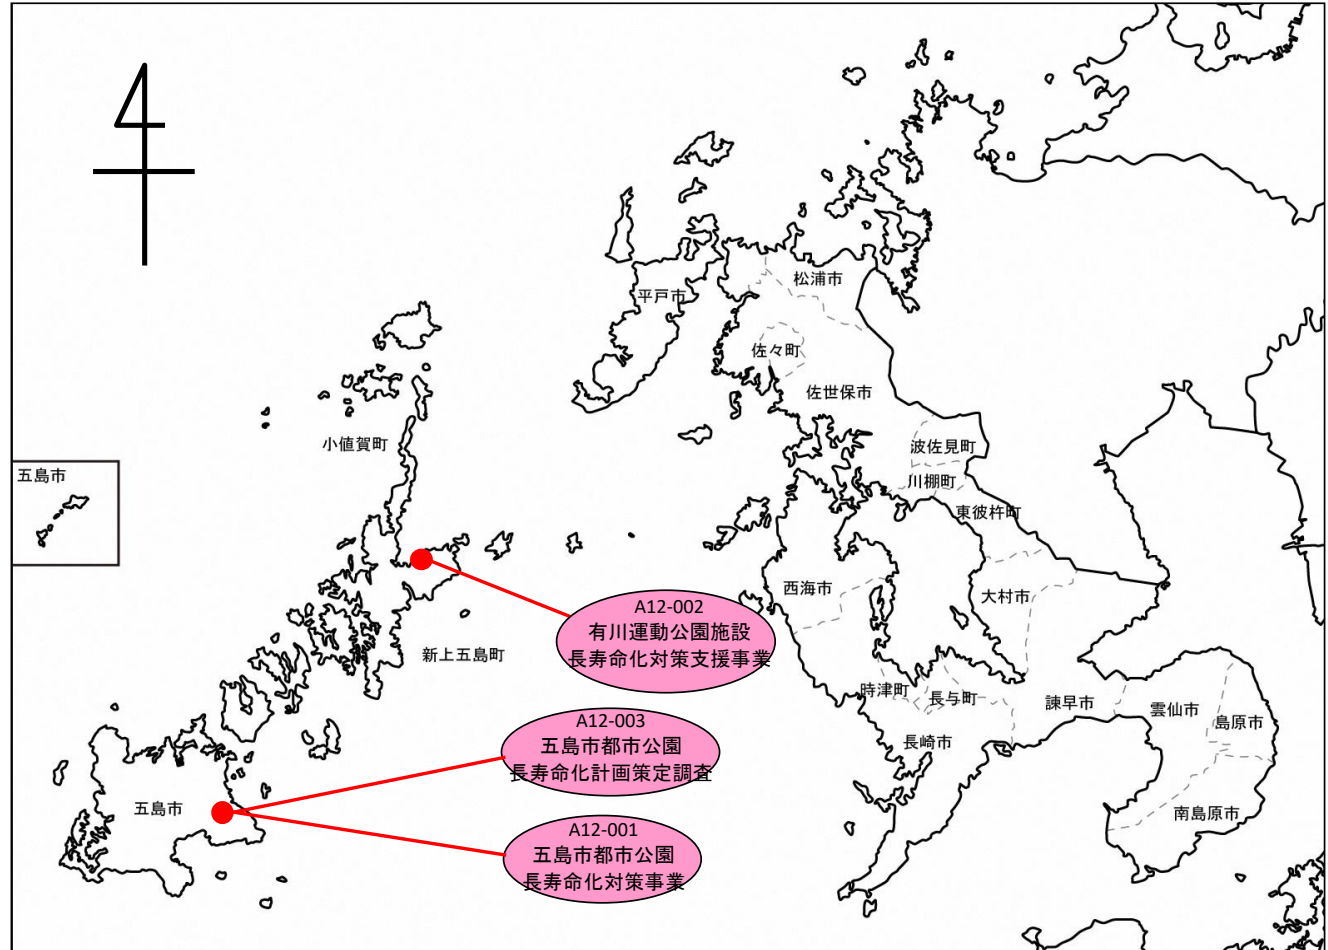 松浦市
平戸市
佐々町
佐世保市
小値賀町
波佐見町
五島市
川棚町
東彼杵町
西海市
大村市
A12-002
有川運動公園施設
長寿命化対策支援事業
新上五島町
時津町
長与町
諫早市
雲仙市
島原市
長崎市
A12-003
五島市都市公園
長寿命化計画策定調査
五島市
南島原市
A12-001
五島市都市公園
長寿命化対策事業